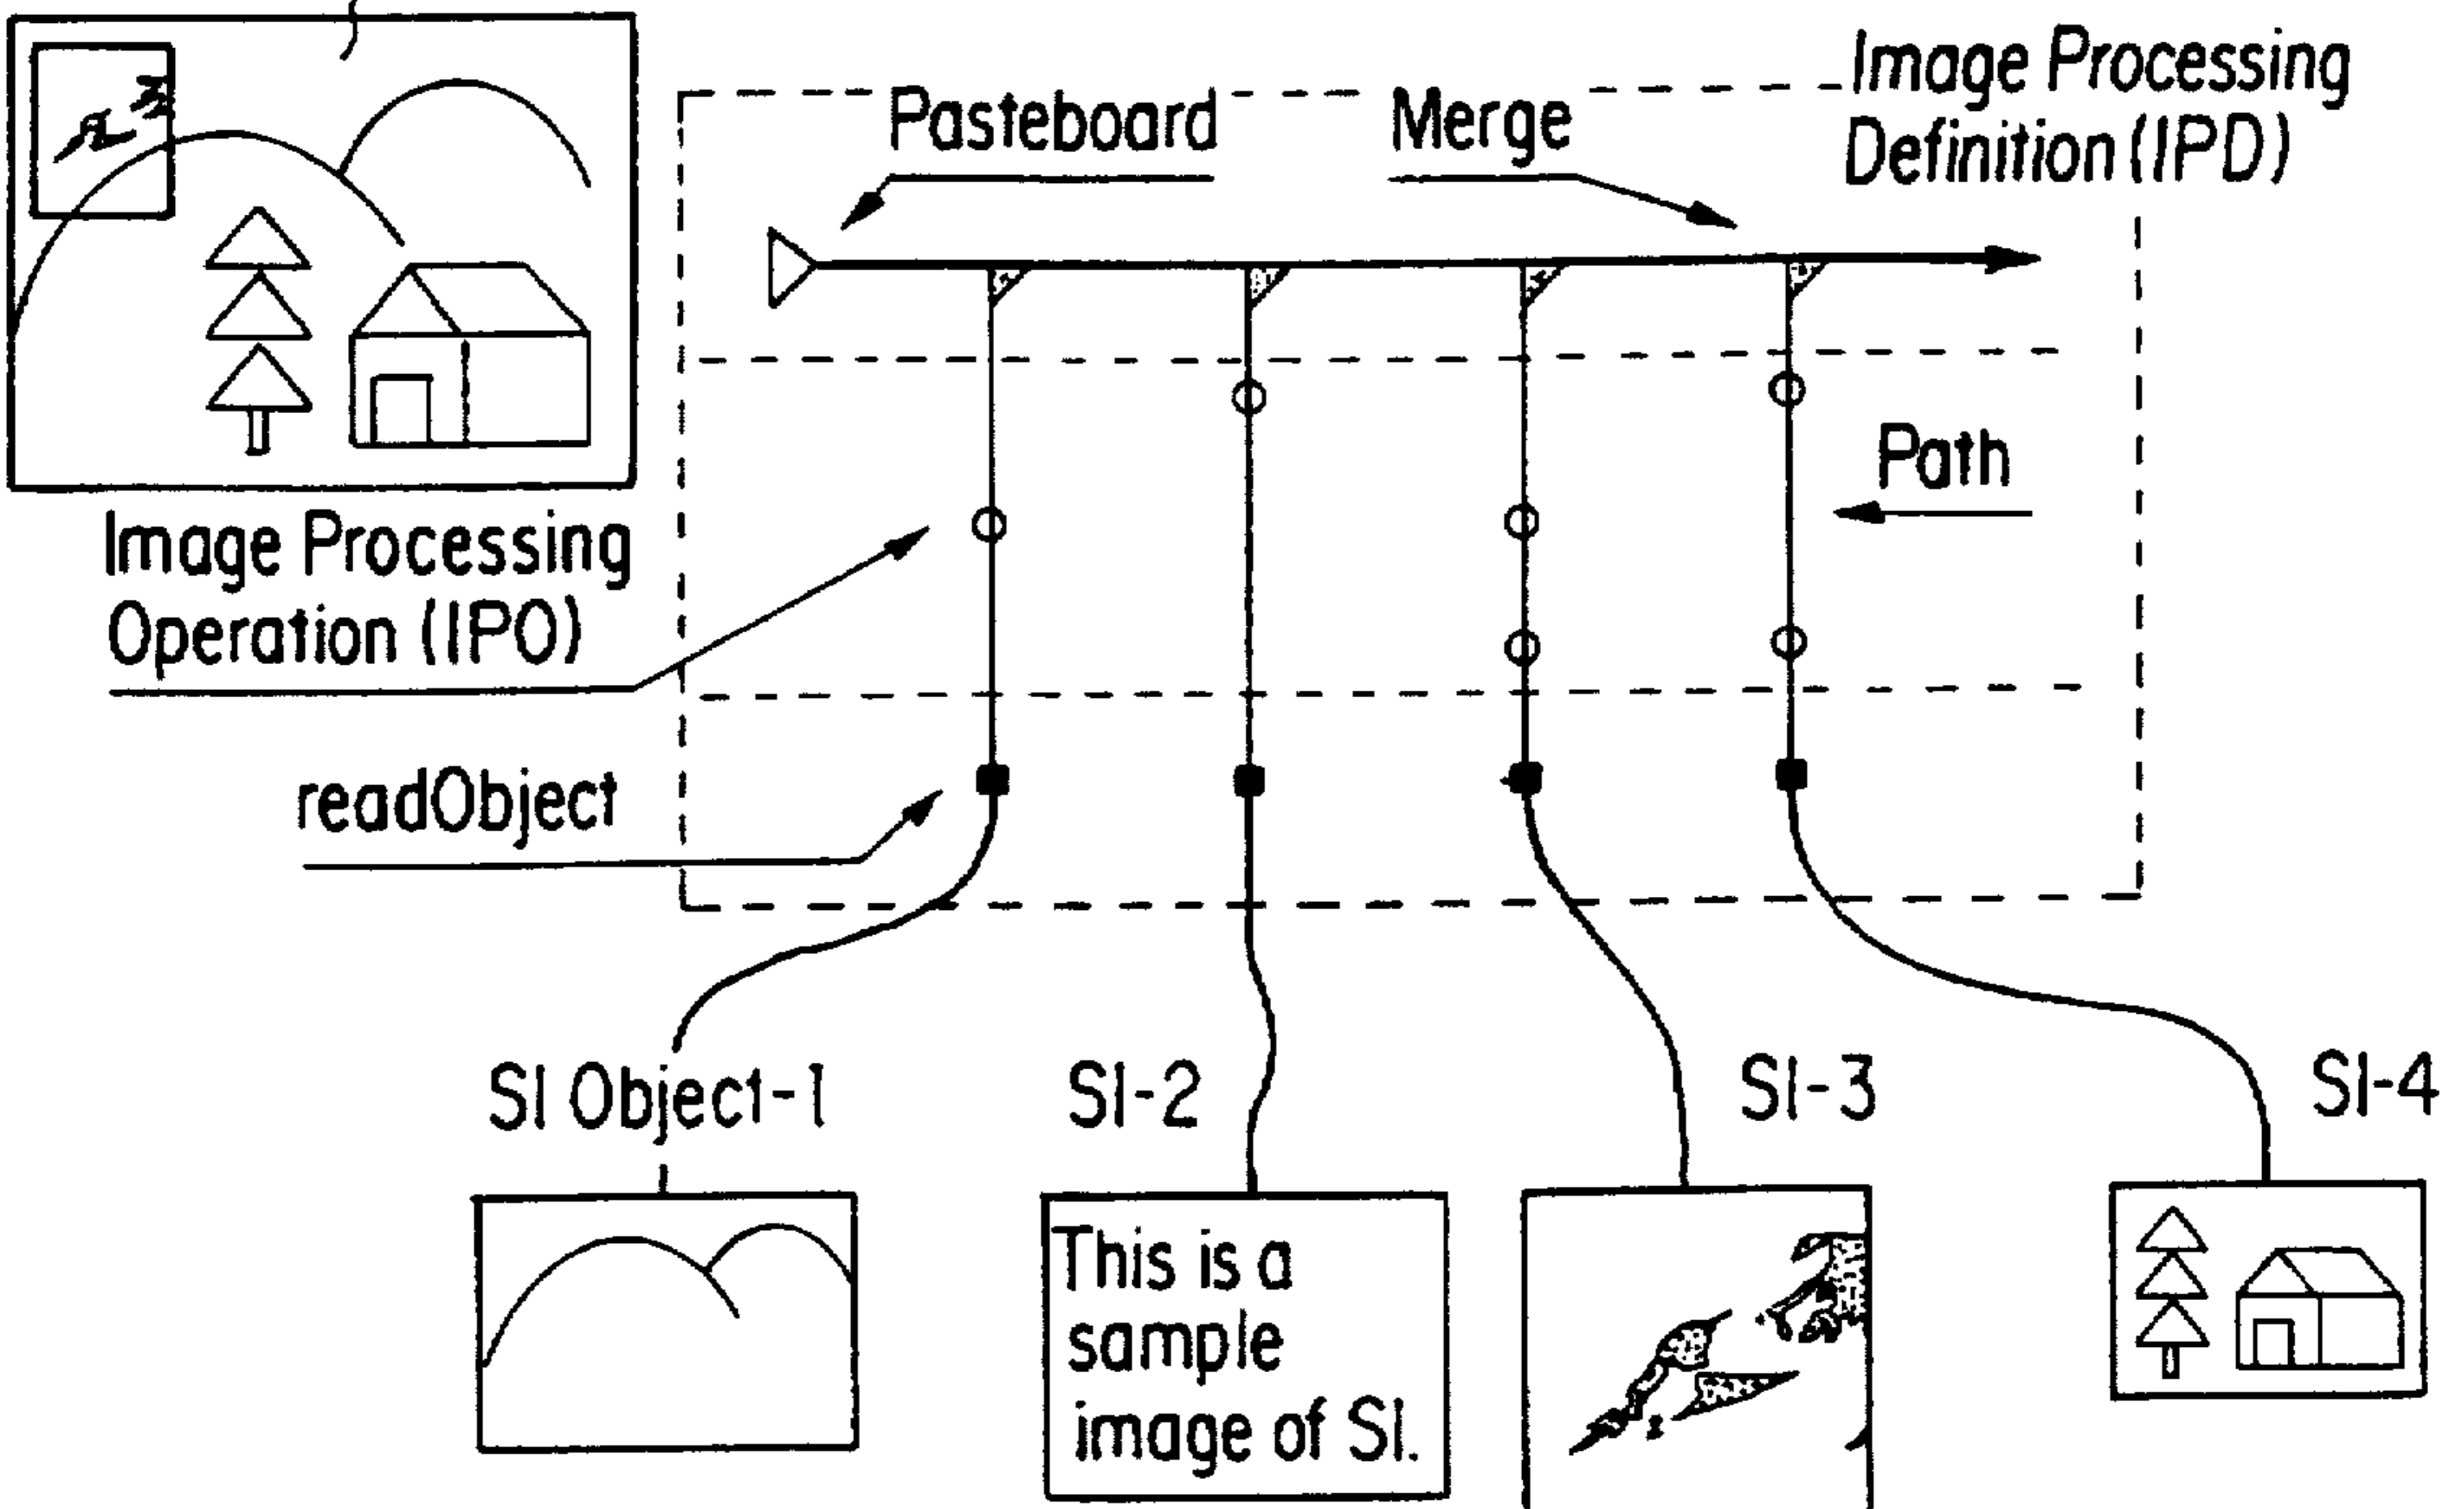 Image Processing
Definition (IPD)
Pasteboard
Merge
Path
Image Processing
Operation (IPO)
readObject
SI Object-1
SI-2
SI-3
SI-4
This is a
sample
image of SI.